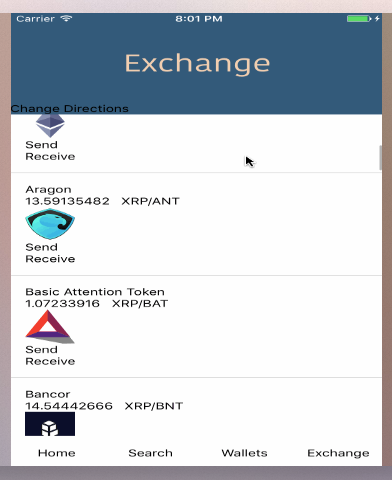 Carrier 8:01 PM
Exchange
Change Directions
Send
Receive
Aragon
13.59135482 XRP/ANT
Send
Receive
Basic Attention Token
1.07233916 XRP/BAT
Send
Receive
Bancor
14.54442666 XRP/BNT
Home Search Wallets Exchange